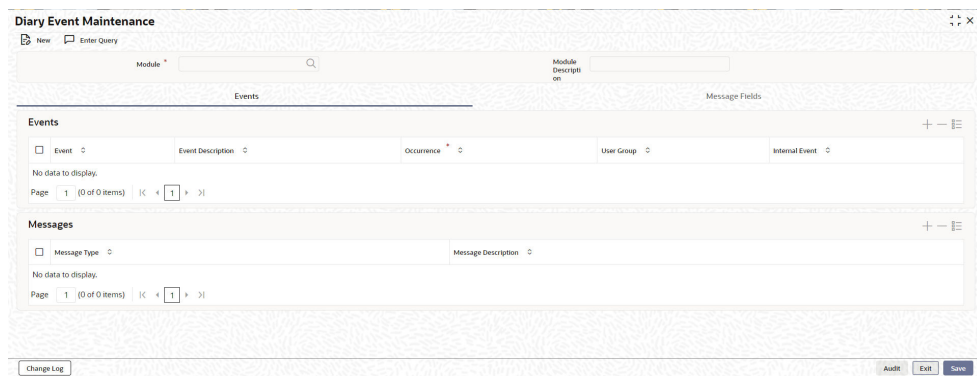 Diary Event Maintenance
New Enter Query
Module * Module Descripti on
Events Message Fields
Events
Event Event Description Occurrence * User Group Internal Event
No data to display.
Page 1 (0 of 0 items) 1
Messages
Message Type Message Description
No data to display.
Page 1 (0 of 0 items) 1
Change Log Audit Exit Save